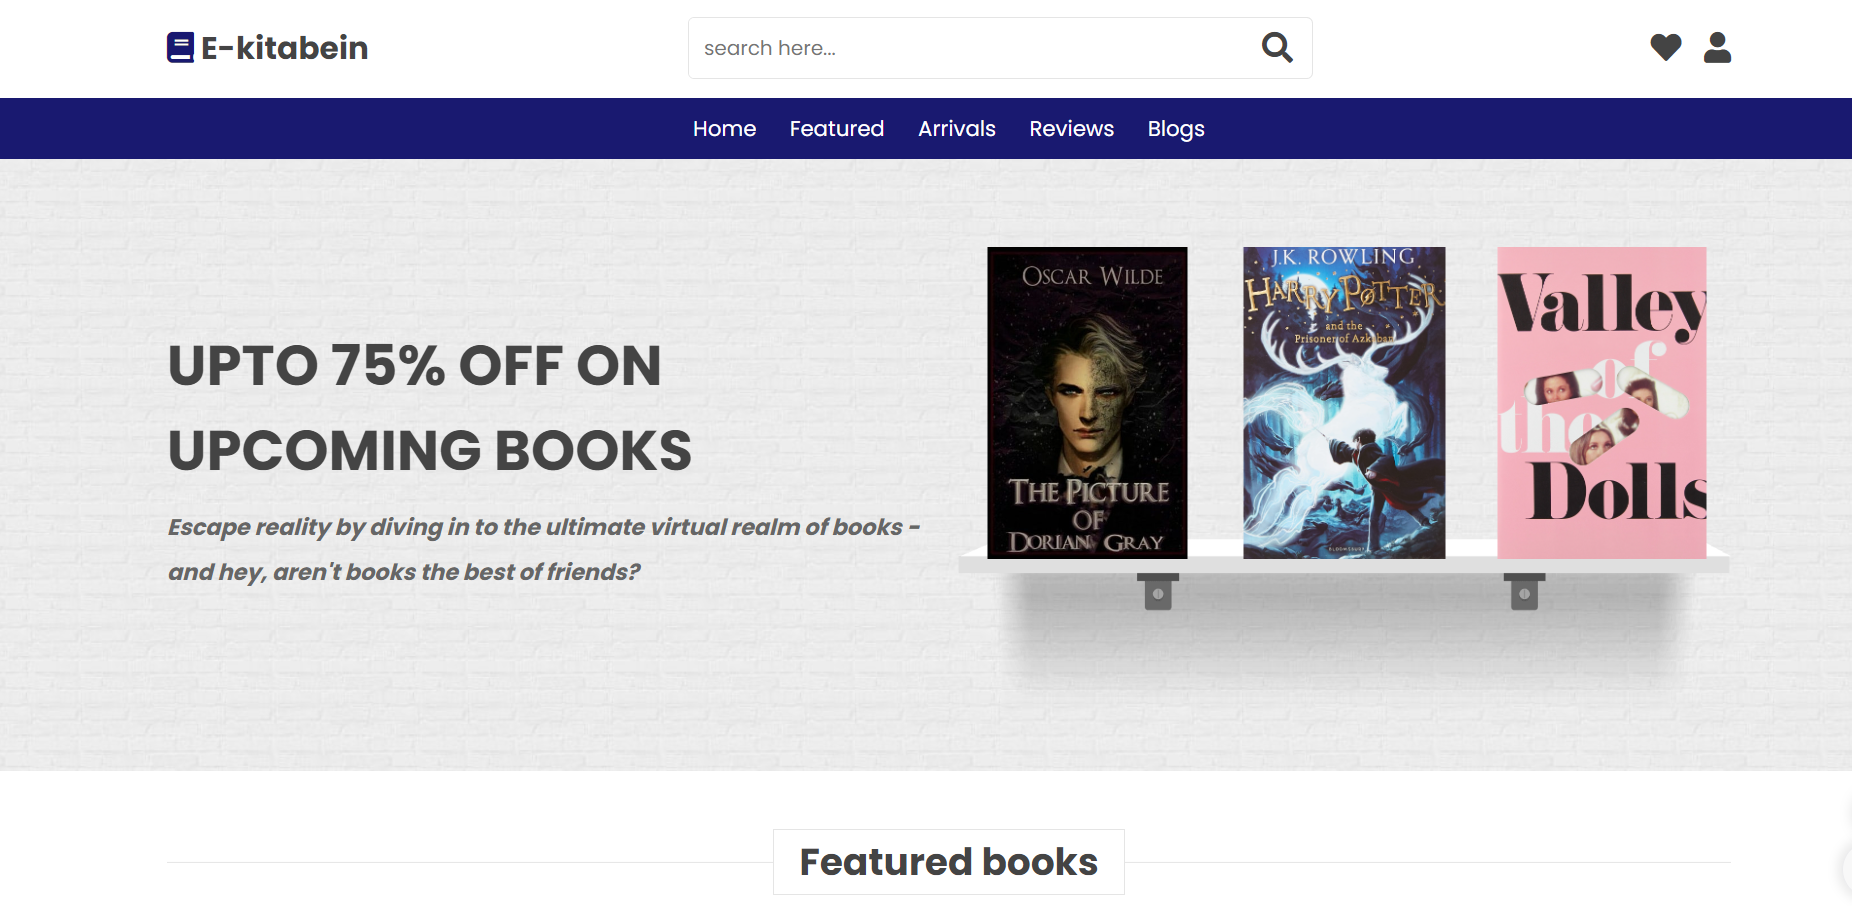 E-kitabein
search here...
Home Featured Arrivals Reviews Blogs
UPTO 75% OFF ON
UPCOMING BOOKS
Escape reality by diving in to the ultimate virtual realm of books -
and hey, aren't books the best of friends?
OSCAR WILDE
THE PICTURE
OF
DORIAN GRAY
J.K. ROWLING
HARRY POTTER
and the
Prisoner of Azkaban
BLOOMSBURY
Valley
of
the
Dolls
Featured books